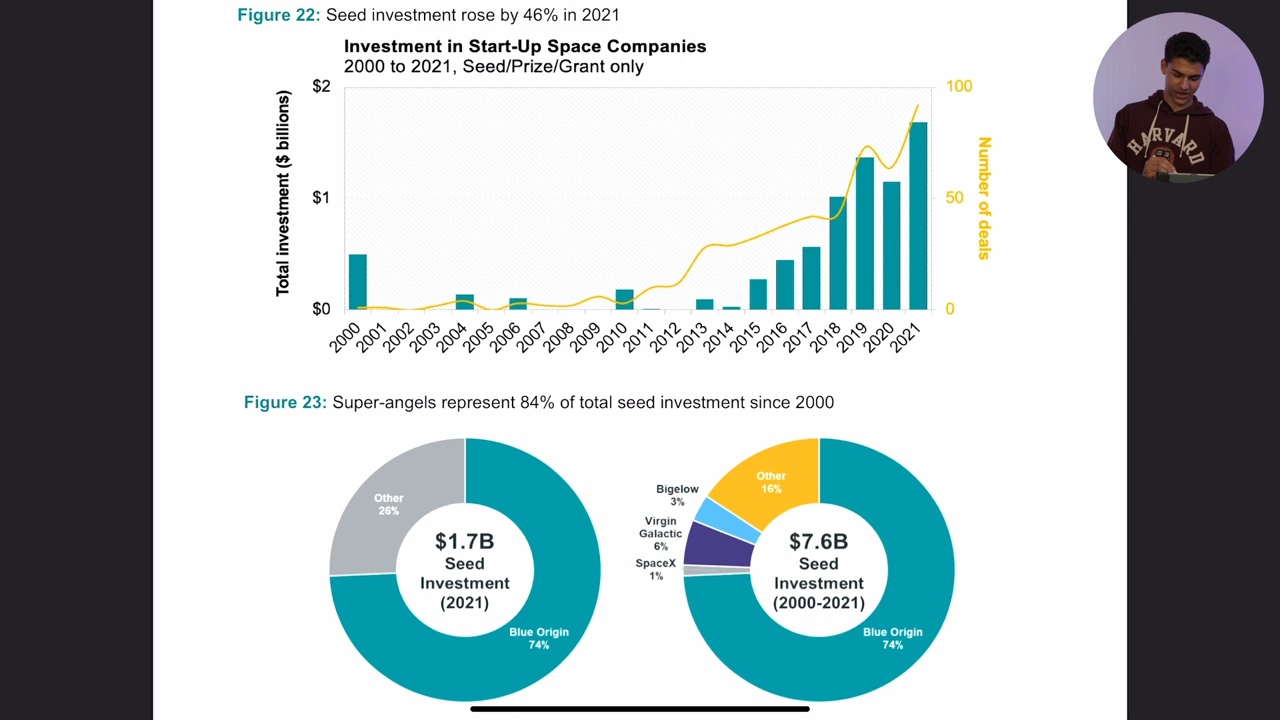 Figure 22: Seed investment rose by 46% in 2021
Investment in Start-Up Space Companies
2000 to 2021, Seed/Prize/Grant only
Total investment ($ billions)
$2
$1
$0
100
50
0
Number of deals
2000
2001
2002
2003
2004
2005
2006
2007
2008
2009
2010
2011
2012
2013
2014
2015
2016
2017
2018
2019
2020
2021
HARVARD
Figure 23: Super-angels represent 84% of total seed investment since 2000
Other
26%
$1.7B
Seed
Investment
(2021)
Blue Origin
74%
Other
16%
Bigelow
3%
Virgin
Galactic
6%
SpaceX
1%
$7.6B
Seed
Investment
(2000-2021)
Blue Origin
74%